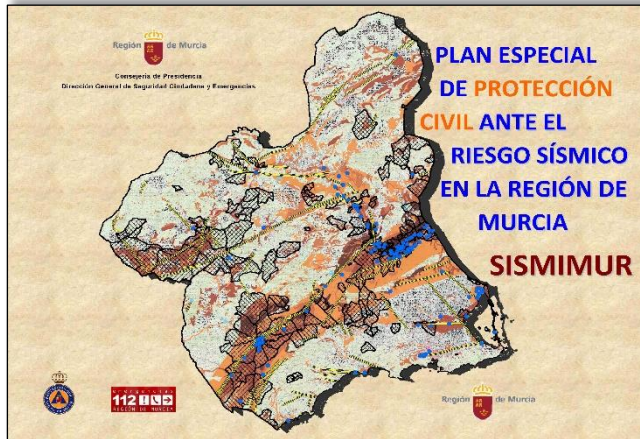 Región de Murcia
Consejería de Presidencia
Dirección General de Seguridad Ciudadana y Emergencias
PLAN ESPECIAL
DE PROTECCIÓN
CIVIL ANTE EL
RIESGO SÍSMICO
EN LA REGIÓN DE
MURCIA
SISMIMUR
EMERGENCIAS
112
REGIÓN DE MURCIA
Región de Murcia